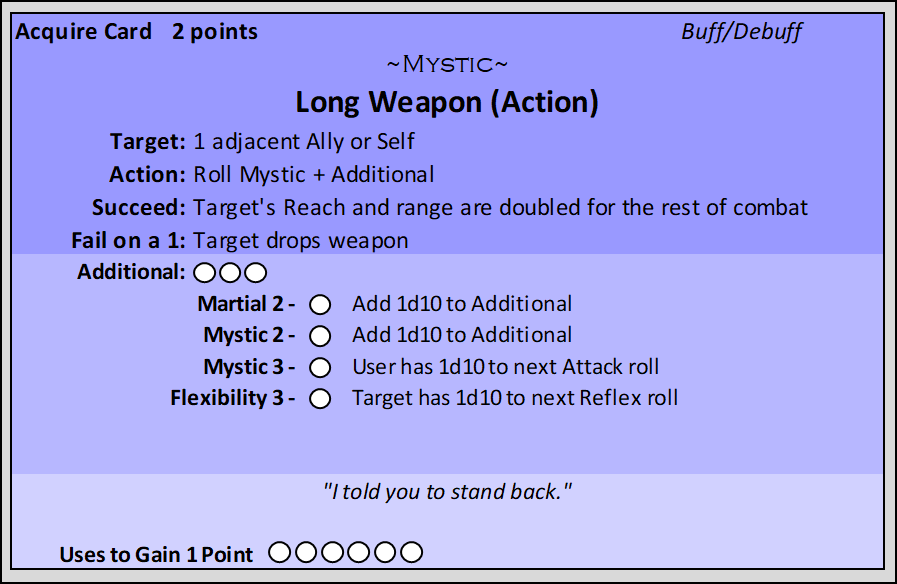 Acquire Card 2 points Buff/Debuff
~Mystic~
Long Weapon (Action)
Target: 1 adjacent Ally or Self
Action: Roll Mystic + Additional
Succeed: Target's Reach and range are doubled for the rest of combat
Fail on a 1: Target drops weapon
Additional:
Martial 2 - Add 1d10 to Additional
Mystic 2 - Add 1d10 to Additional
Mystic 3 - User has 1d10 to next Attack roll
Flexibility 3 - Target has 1d10 to next Reflex roll
"I told you to stand back."
Uses to Gain 1 Point